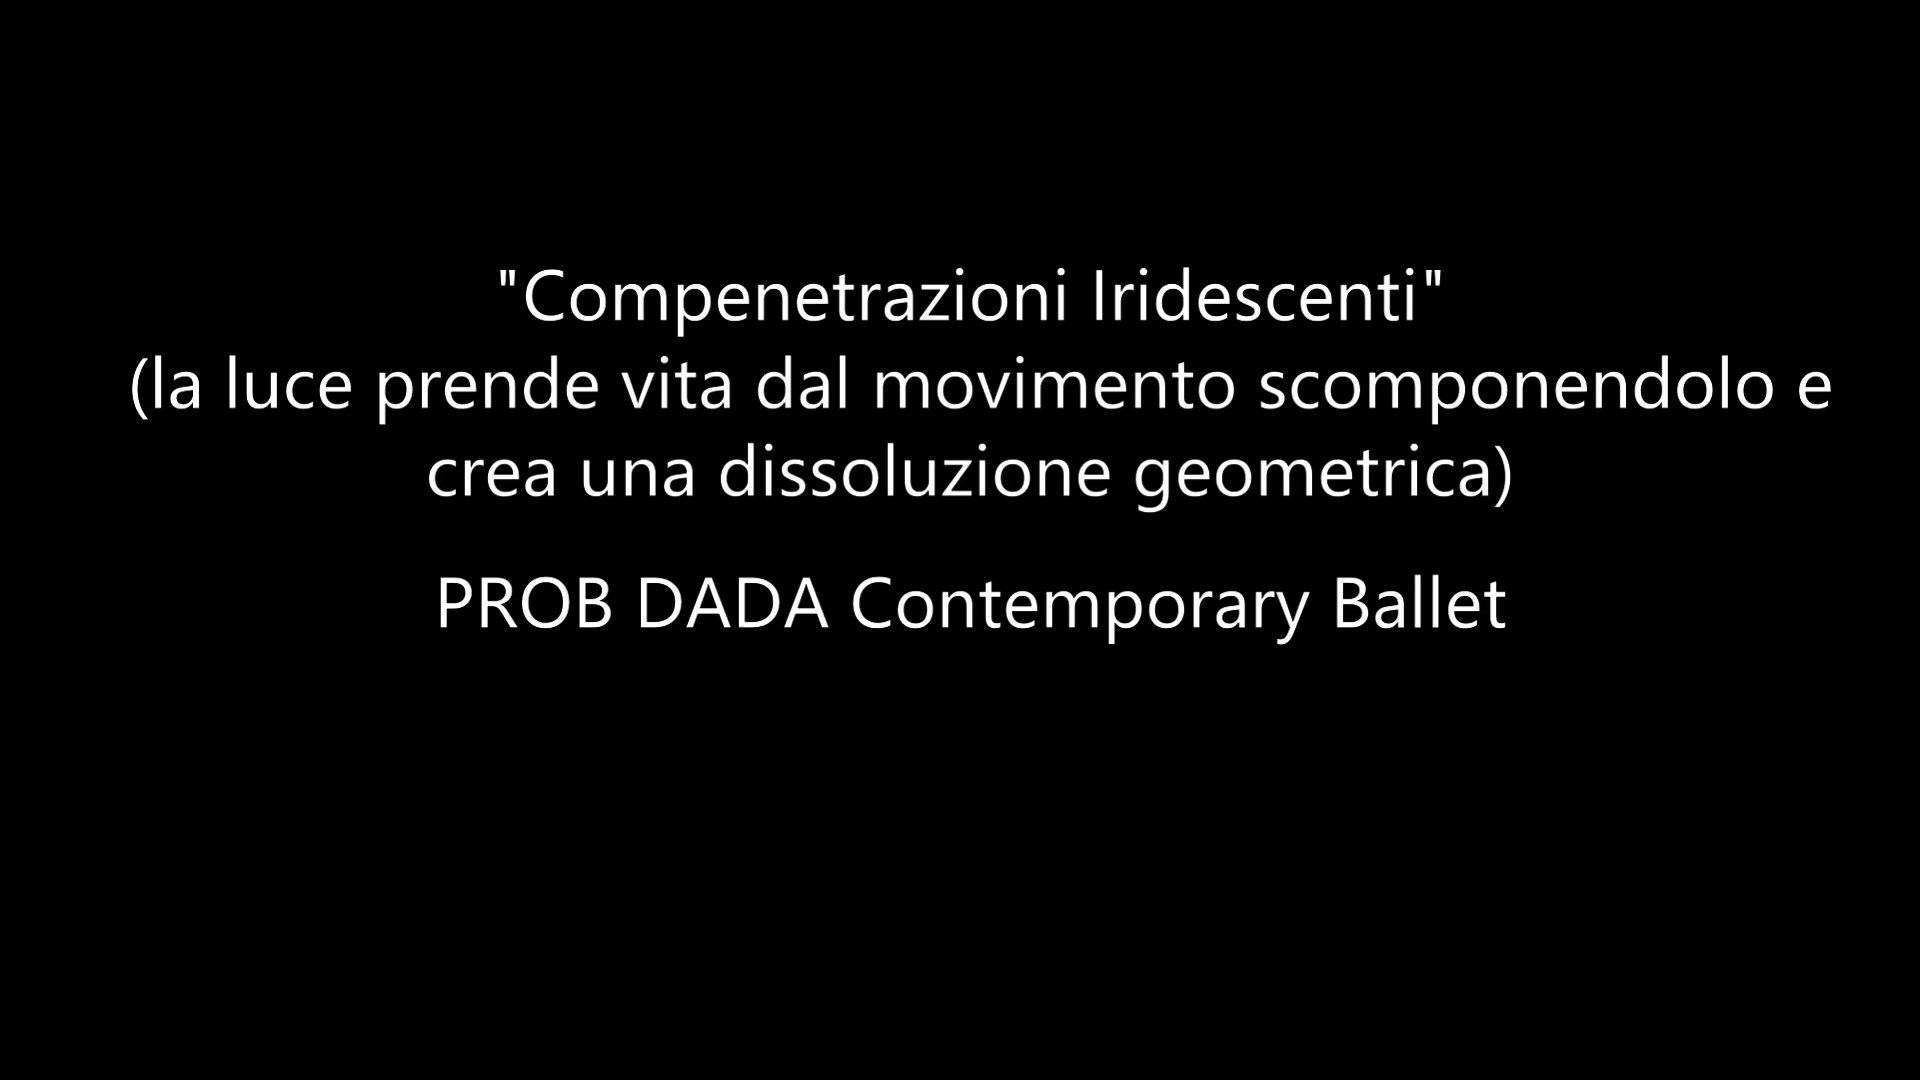 "Compenetrazioni Iridescenti"
(la luce prende vita dal movimento scomponendolo e
crea una dissoluzione geometrica)
PROB DADA Contemporary Ballet